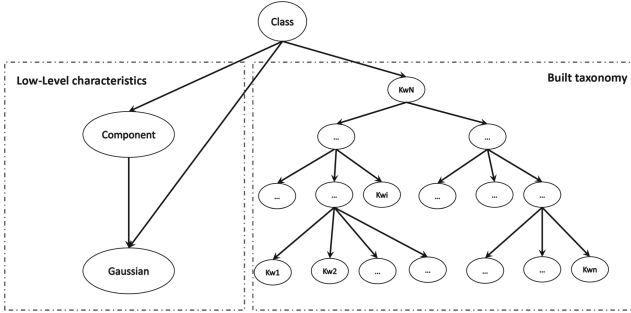 Class
Low-Level characteristics
Built taxonomy
KwN
Component
...
...
...
...
Kwi
...
...
...
Gaussian
Kw1
Kw2
...
...
...
...
Kwn